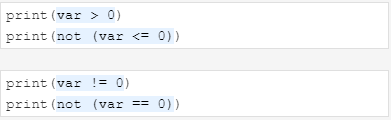 print(var > 0)
print(not (var <= 0))
print(var != 0)
print(not (var == 0))